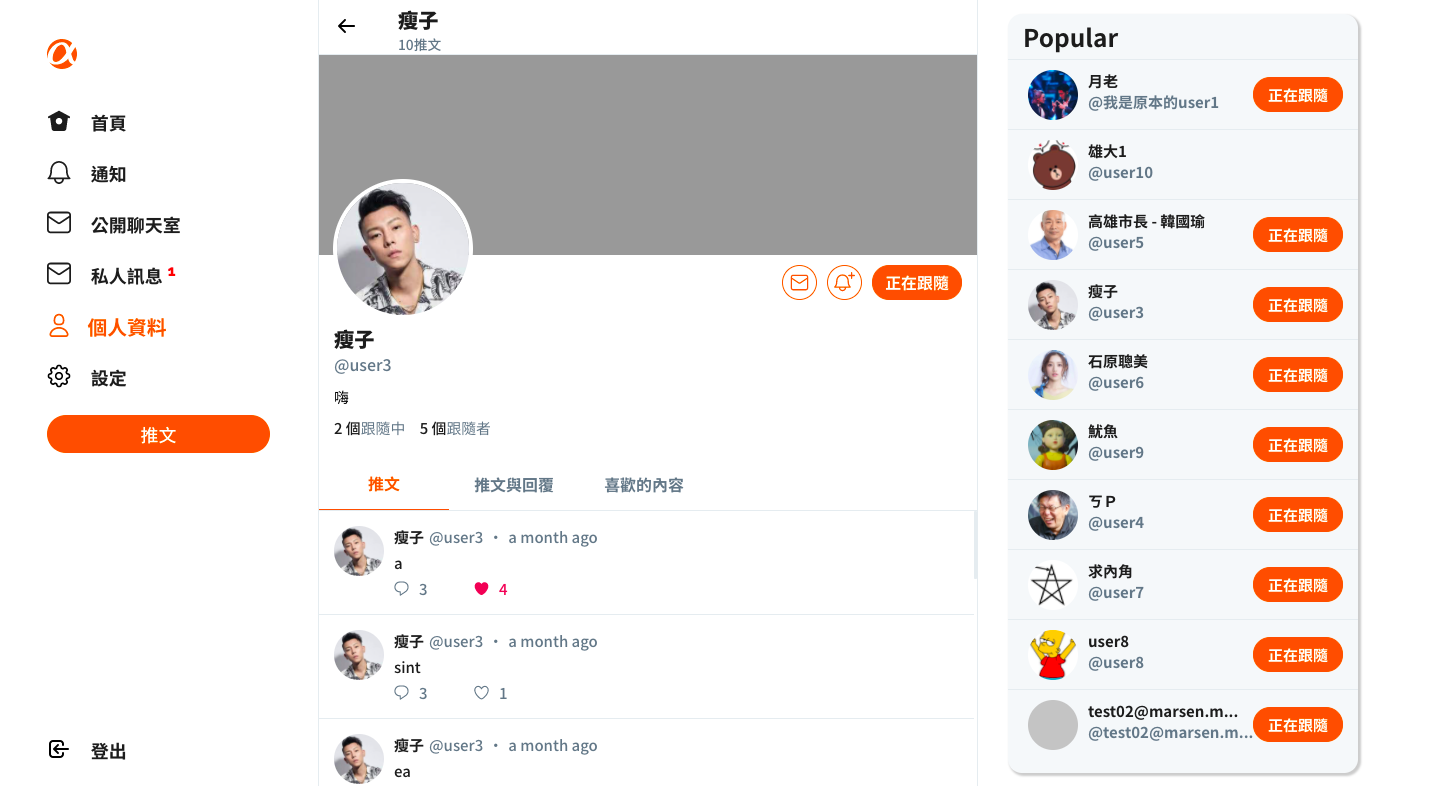 首頁
通知
公開聊天室
私人訊息 1
個人資料
設定
推文
登出
瘦子
10推文
正在跟隨
瘦子
@user3
嗨
2 個跟隨中 5 個跟隨者
推文 推文與回覆 喜歡的內容
瘦子 @user3 · a month ago
a
3 4
瘦子 @user3 · a month ago
sint
3 1
瘦子 @user3 · a month ago
ea
Popular
月老
@我是原本的user1
正在跟隨
雄大1
@user10
高雄市長 - 韓國瑜
@user5
正在跟隨
瘦子
@user3
正在跟隨
石原聰美
@user6
正在跟隨
魷魚
@user9
正在跟隨
ㄎP
@user4
正在跟隨
求內角
@user7
正在跟隨
user8
@user8
正在跟隨
test02@marsen.m...
@test02@marsen.m...
正在跟隨